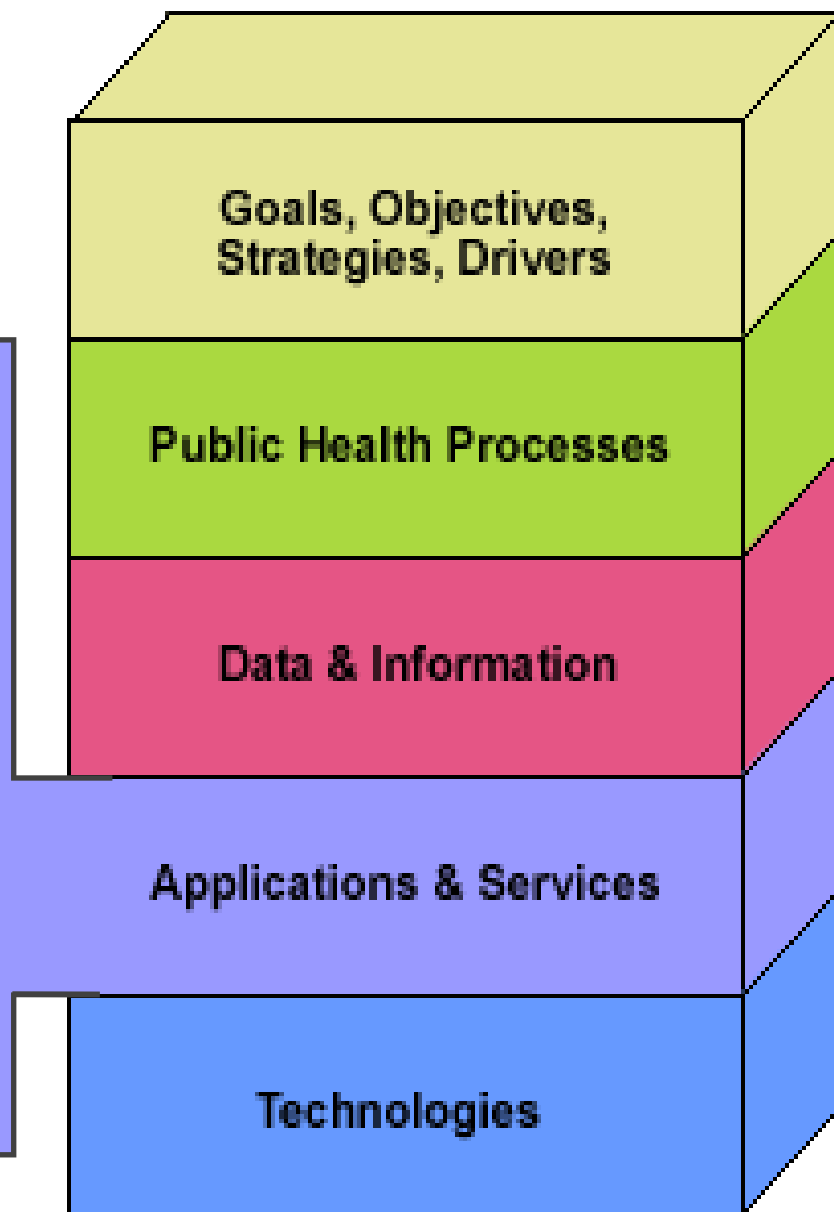 Goals, Objectives,
Strategies, Drivers
Public Health Processes
Data & Information
Applications & Services
Technologies